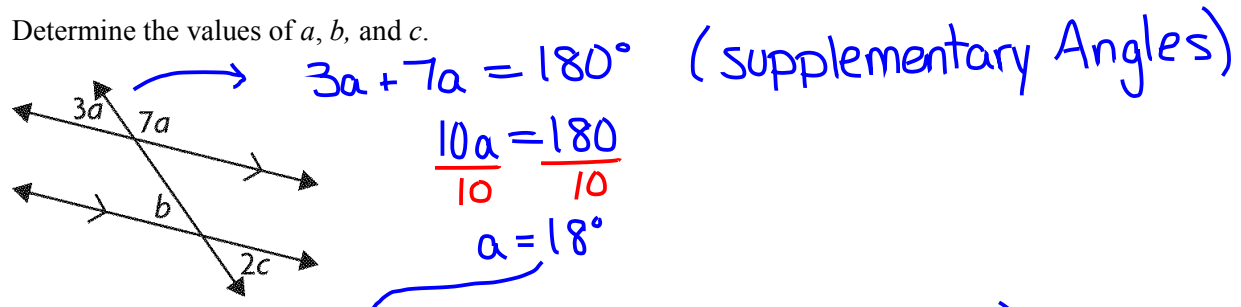 Determine the values of a, b, and c.
3a + 7a = 180° (supplementary Angles)
3a
7a
10a = 180
10 10
b
a = 18°
2c